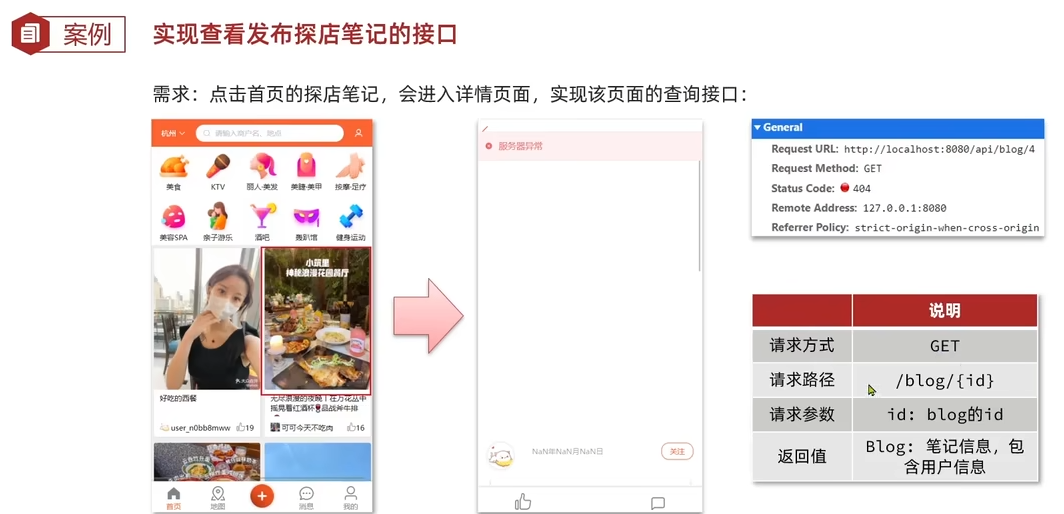 案例
实现查看发布探店笔记的接口
需求：点击首页的探店笔记，会进入详情页面，实现该页面的查询接口：
杭州
请输入商户名、地点
美食
KTV
丽人·美发
美睫·美甲
按摩·足疗
美容SPA
亲子游乐
酒吧
轰趴馆
健身运动
小筑里
神秘浪漫花园餐厅
好吃的西餐
无尽浪漫的夜晚丨在万花丛中
摇晃着红酒杯🍷品战斧牛排
user_n0bb8mww
19
可可今天不吃肉
16
首页
地图
消息
我的
服务器异常
NaN年NaN月NaN日
关注
General
Request URL: http://localhost:8080/api/blog/4
Request Method: GET
Status Code: 404
Remote Address: 127.0.0.1:8080
Referrer Policy: strict-origin-when-cross-origin
说明
请求方式
GET
请求路径
/blog/{id}
请求参数
id: blog的id
返回值
Blog: 笔记信息，包
含用户信息